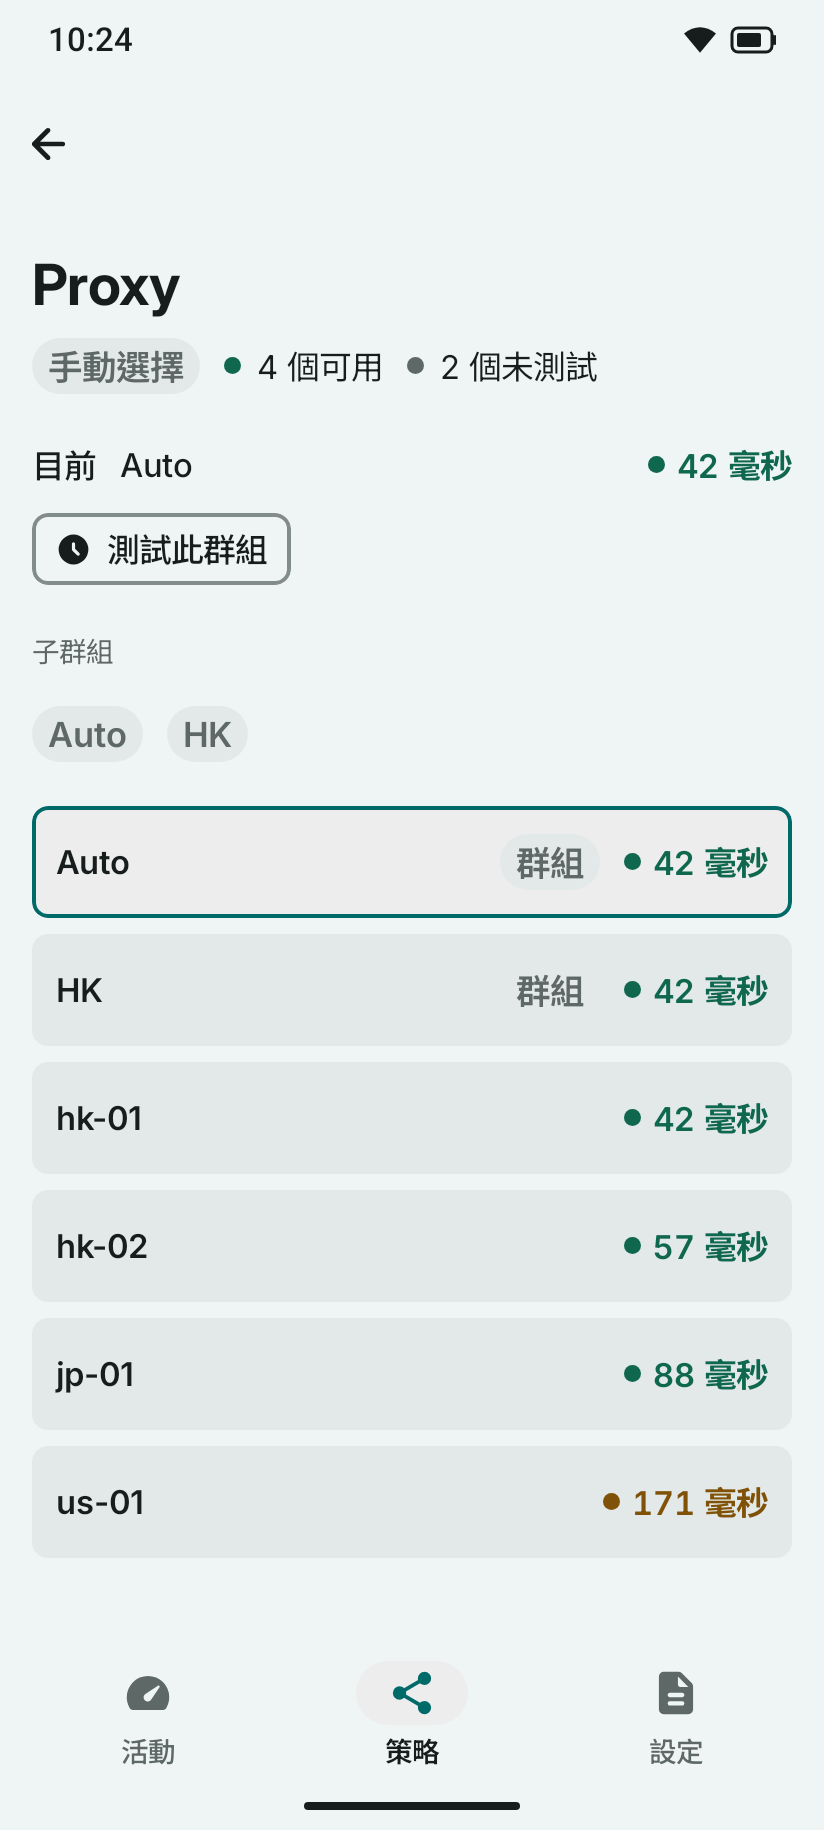 10:24
Proxy
手動選擇 4 個可用 2 個未測試
目前 Auto 42 毫秒
測試此群組
子群組
Auto HK
Auto 群組 42 毫秒
HK 群組 42 毫秒
hk-01 42 毫秒
hk-02 57 毫秒
jp-01 88 毫秒
us-01 171 毫秒
活動 策略 設定